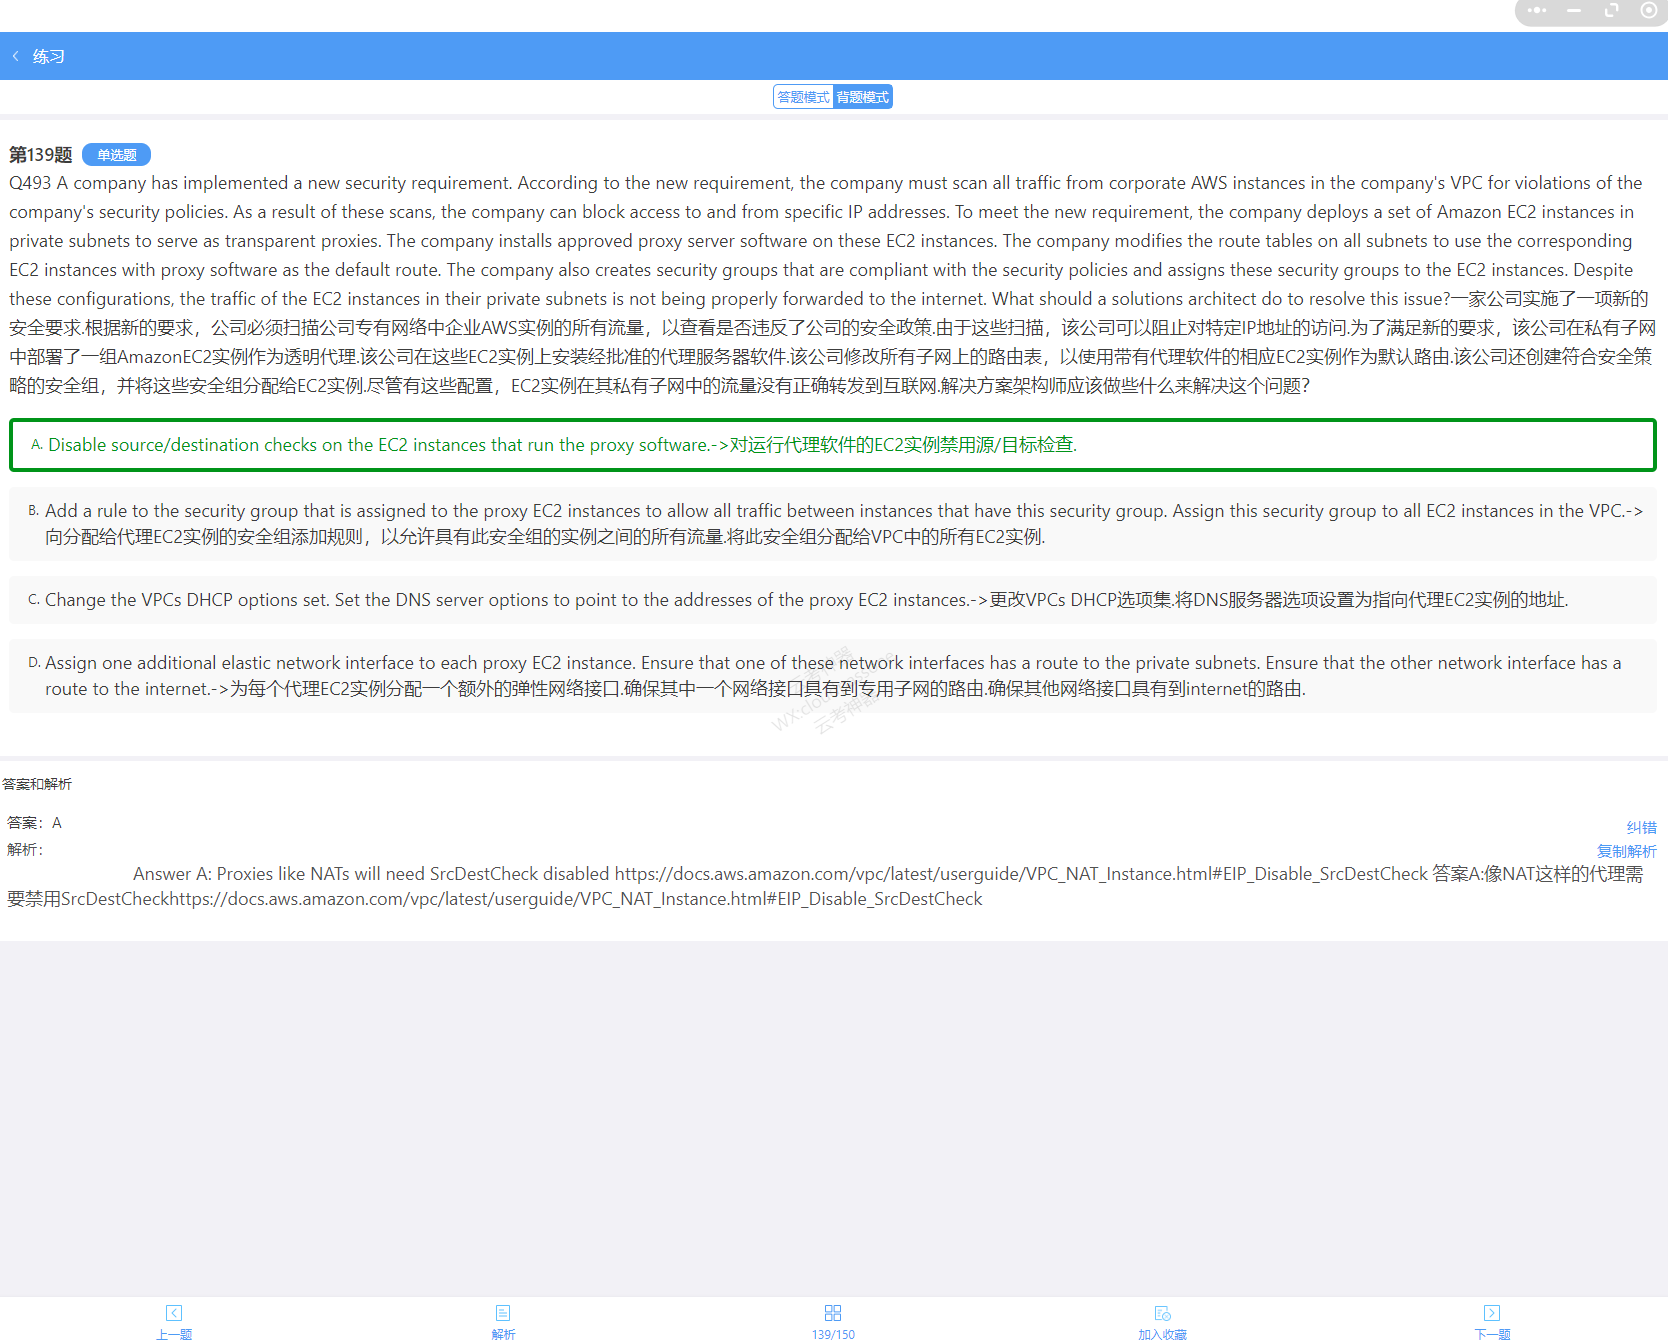 练习
答题模式 背题模式
第139题 单选题
Q493 A company has implemented a new security requirement. According to the new requirement, the company must scan all traffic from corporate AWS instances in the company's VPC for violations of the
company's security policies. As a result of these scans, the company can block access to and from specific IP addresses. To meet the new requirement, the company deploys a set of Amazon EC2 instances in
private subnets to serve as transparent proxies. The company installs approved proxy server software on these EC2 instances. The company modifies the route tables on all subnets to use the corresponding
EC2 instances with proxy software as the default route. The company also creates security groups that are compliant with the security policies and assigns these security groups to the EC2 instances. Despite
these configurations, the traffic of the EC2 instances in their private subnets is not being properly forwarded to the internet. What should a solutions architect do to resolve this issue?一家公司实施了一项新的
安全要求.根据新的要求，公司必须扫描公司专有网络中企业AWS实例的所有流量，以查看是否违反了公司的安全政策.由于这些扫描，该公司可以阻止对特定IP地址的访问.为了满足新的要求，该公司在私有子网
中部署了一组AmazonEC2实例作为透明代理.该公司在这些EC2实例上安装经批准的代理服务器软件.该公司修改所有子网上的路由表，以使用带有代理软件的相应EC2实例作为默认路由.该公司还创建符合安全策
略的安全组，并将这些安全组分配给EC2实例.尽管有这些配置，EC2实例在其私有子网中的流量没有正确转发到互联网.解决方案架构师应该做些什么来解决这个问题？
A. Disable source/destination checks on the EC2 instances that run the proxy software.->对运行代理软件的EC2实例禁用源/目标检查.
B. Add a rule to the security group that is assigned to the proxy EC2 instances to allow all traffic between instances that have this security group. Assign this security group to all EC2 instances in the VPC.->
向分配给代理EC2实例的安全组添加规则，以允许具有此安全组的实例之间的所有流量.将此安全组分配给VPC中的所有EC2实例.
C. Change the VPCs DHCP options set. Set the DNS server options to point to the addresses of the proxy EC2 instances.->更改VPCs DHCP选项集.将DNS服务器选项设置为指向代理EC2实例的地址.
D. Assign one additional elastic network interface to each proxy EC2 instance. Ensure that one of these network interfaces has a route to the private subnets. Ensure that the other network interface has a
route to the internet.->为每个代理EC2实例分配一个额外的弹性网络接口.确保其中一个网络接口具有到专用子网的路由.确保其他网络接口具有到internet的路由.
云考神器
答案和解析
答案：A
纠错
解析：
复制解析
Answer A: Proxies like NATs will need SrcDestCheck disabled https://docs.aws.amazon.com/vpc/latest/userguide/VPC_NAT_Instance.html#EIP_Disable_SrcDestCheck 答案A:像NAT这样的代理需
要禁用SrcDestCheckhttps://docs.aws.amazon.com/vpc/latest/userguide/VPC_NAT_Instance.html#EIP_Disable_SrcDestCheck
上一题 解析 139/150 加入收藏 下一题